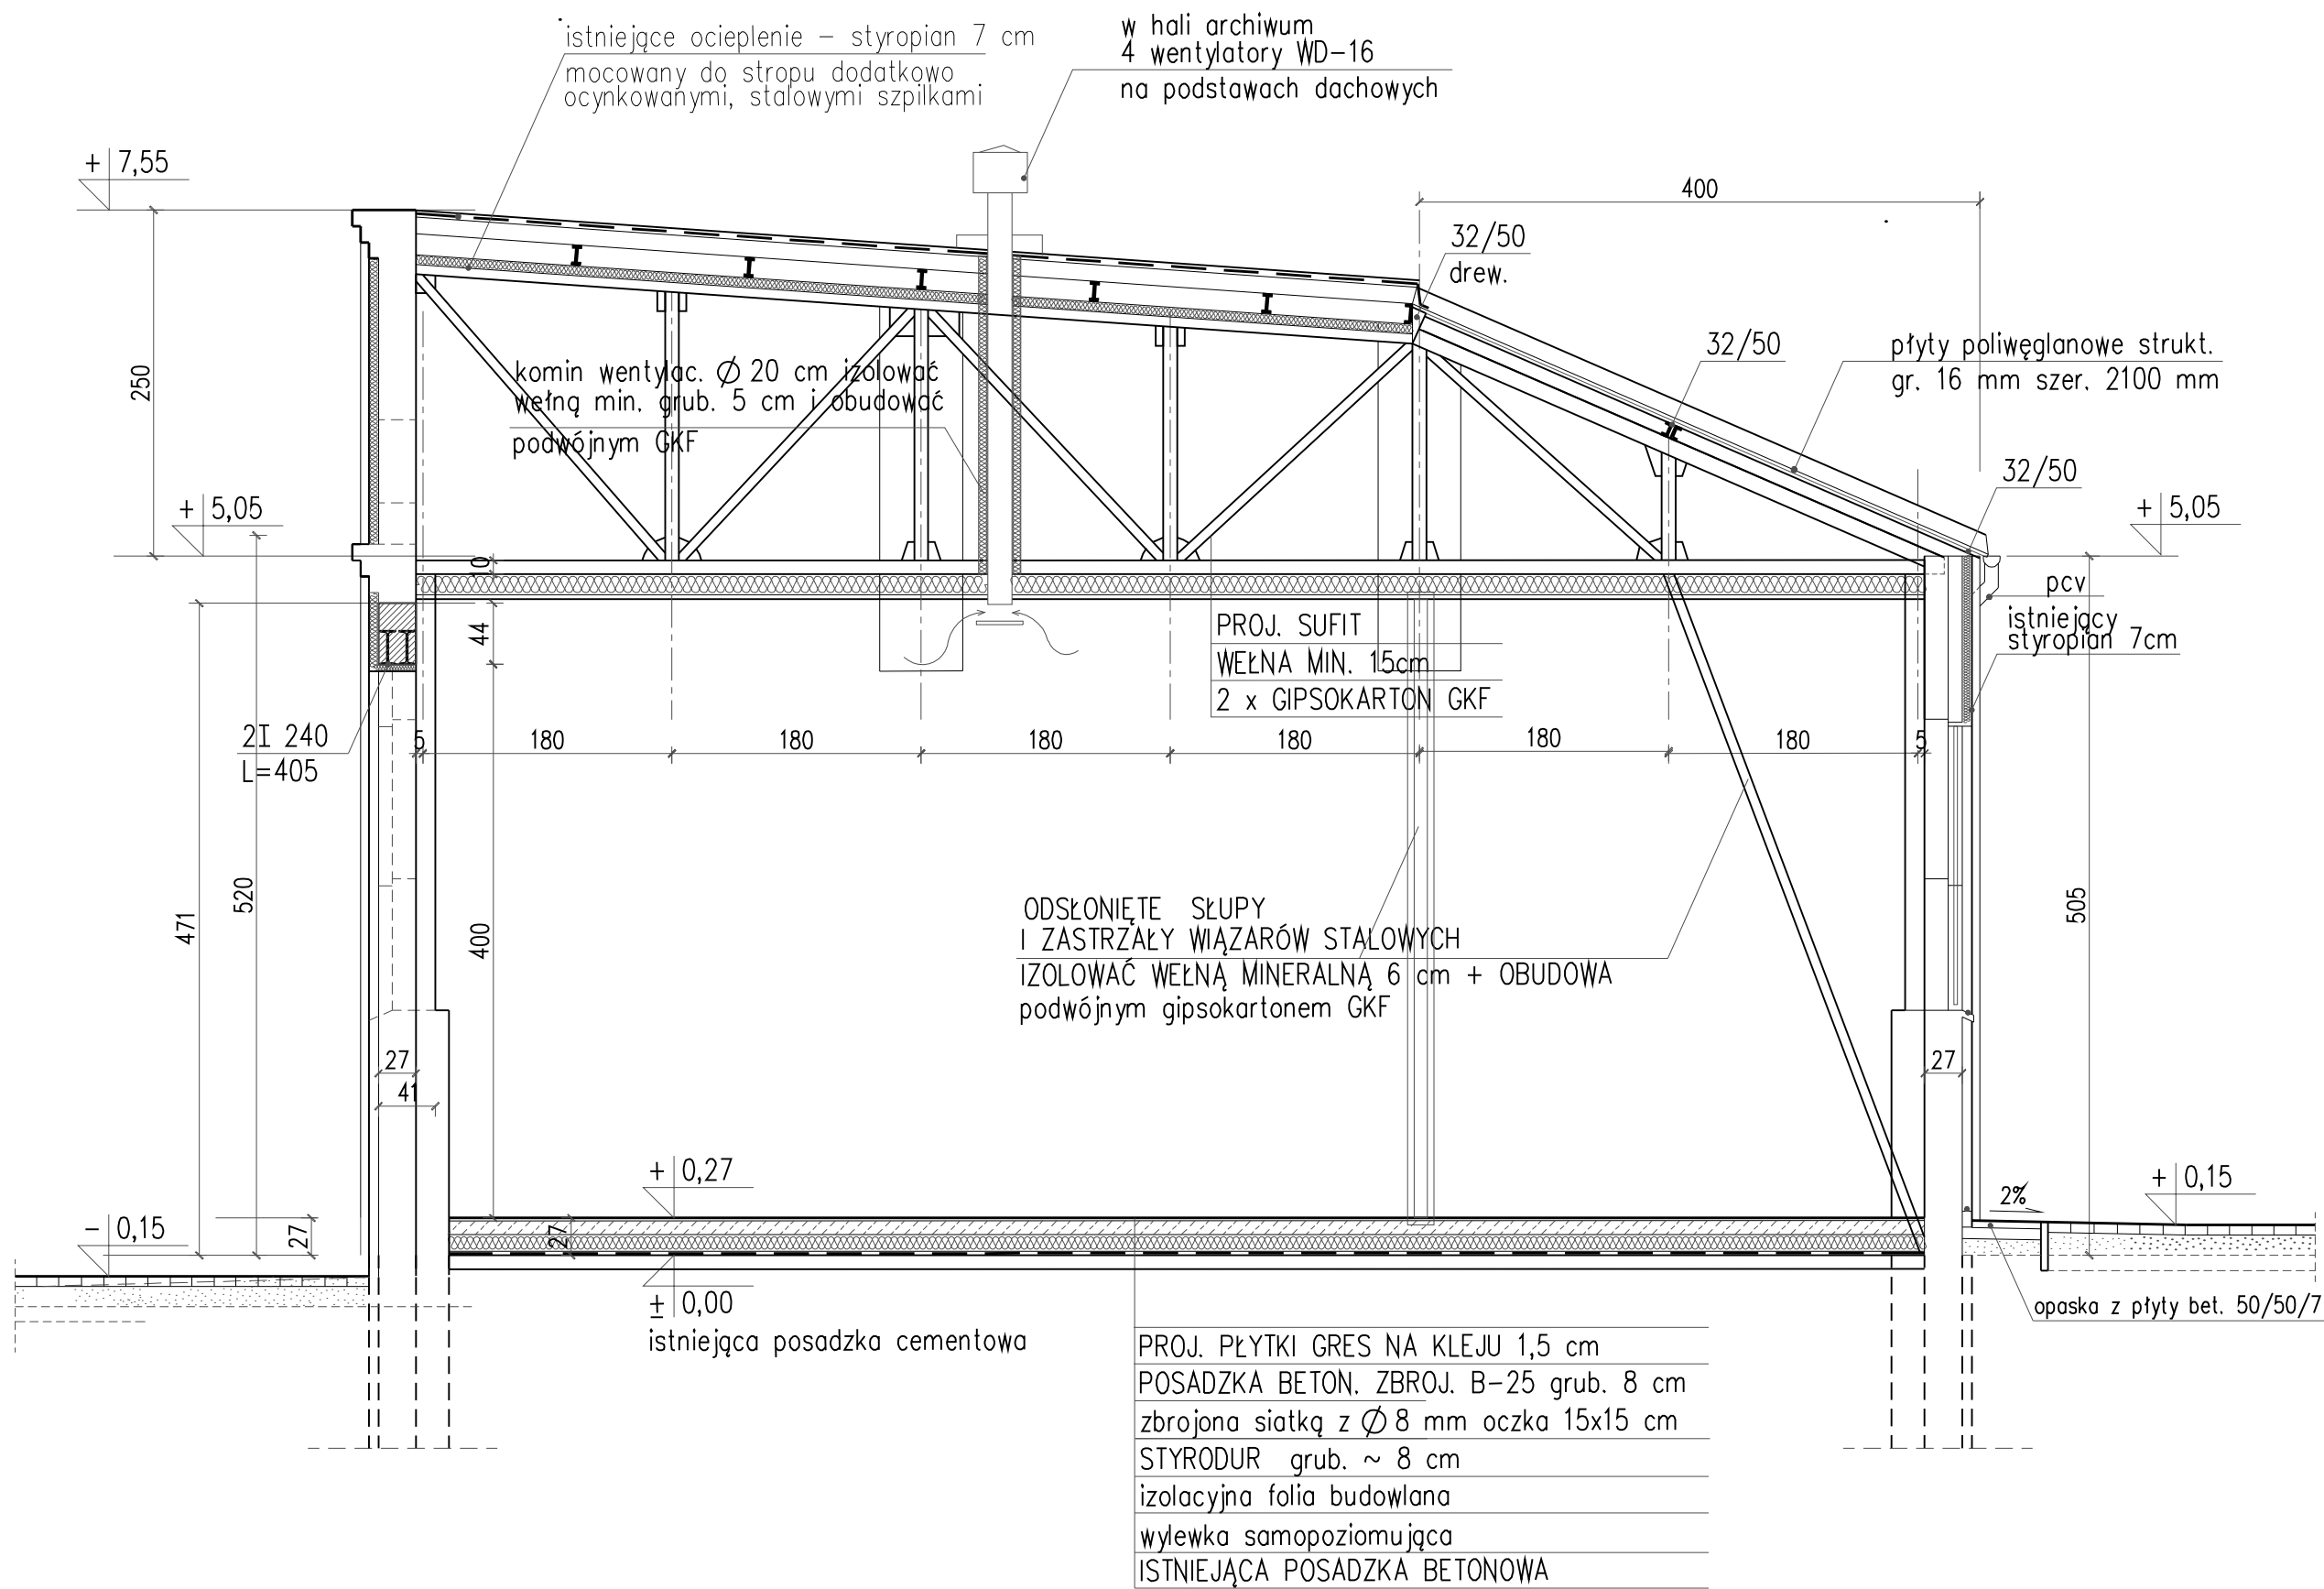 istniejące ocieplenie – styropian 7 cm
mocowany do stropu dodatkowo
ocynkowanymi, stalowymi szpilkami
w hali archiwum
4 wentylatory WD-16
na podstawach dachowych
+ 7,55
400
32/50
drew.
32/50
płyty poliwęglanowe strukt.
gr. 16 mm szer. 2100 mm
250
komin wentylac. Ø 20 cm izolować
wełną min. grub. 5 cm i obudować
podwójnym GKF
32/50
+ 5,05
+ 5,05
10
pcv
istniejący
styropian 7cm
44
PROJ. SUFIT
WEŁNA MIN. 15cm
2 x GIPSOKARTON GKF
2I 240
L=405
5
180
180
180
180
180
180
5
471
520
400
505
ODSŁONIĘTE SŁUPY
I ZASTRZAŁY WIĄZARÓW STALOWYCH
IZOLOWAĆ WEŁNĄ MINERALNĄ 6 cm + OBUDOWA
podwójnym gipsokartonem GKF
27
41
27
+ 0,27
+ 0,15
2%
- 0,15
27
27
± 0,00
istniejąca posadzka cementowa
opaska z płyty bet. 50/50/7
PROJ. PŁYTKI GRES NA KLEJU 1,5 cm
POSADZKA BETON. ZBROJ. B-25 grub. 8 cm
zbrojona siatką z Ø 8 mm oczka 15x15 cm
STYRODUR grub. ~ 8 cm
izolacyjna folia budowlana
wylewka samopoziomująca
ISTNIEJĄCA POSADZKA BETONOWA